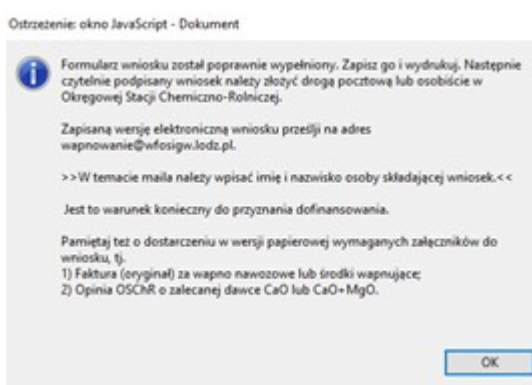 Ostrzeżenie: okno JavaScript - Dokument
Formularz wniosku został poprawnie wypełniony. Zapisz go i wydrukuj. Następnie
czytelnie podpisany wniosek należy złożyć drogą pocztową lub osobiście w
Okręgowej Stacji Chemiczno-Rolniczej.
Zapisaną wersję elektroniczną wniosku prześlij na adres
wapnowanie@wfosigw.lodz.pl.
>>W temacie maila należy wpisać imię i nazwisko osoby składającej wniosek.<<
Jest to warunek konieczny do przyznania dofinansowania.
Pamiętaj też o dostarczeniu w wersji papierowej wymaganych załączników do
wniosku, tj.
1) Faktura (oryginał) za wapno nawozowe lub środki wapnujące;
2) Opinia OSChR o zalecanej dawce CaO lub CaO+MgO.
OK